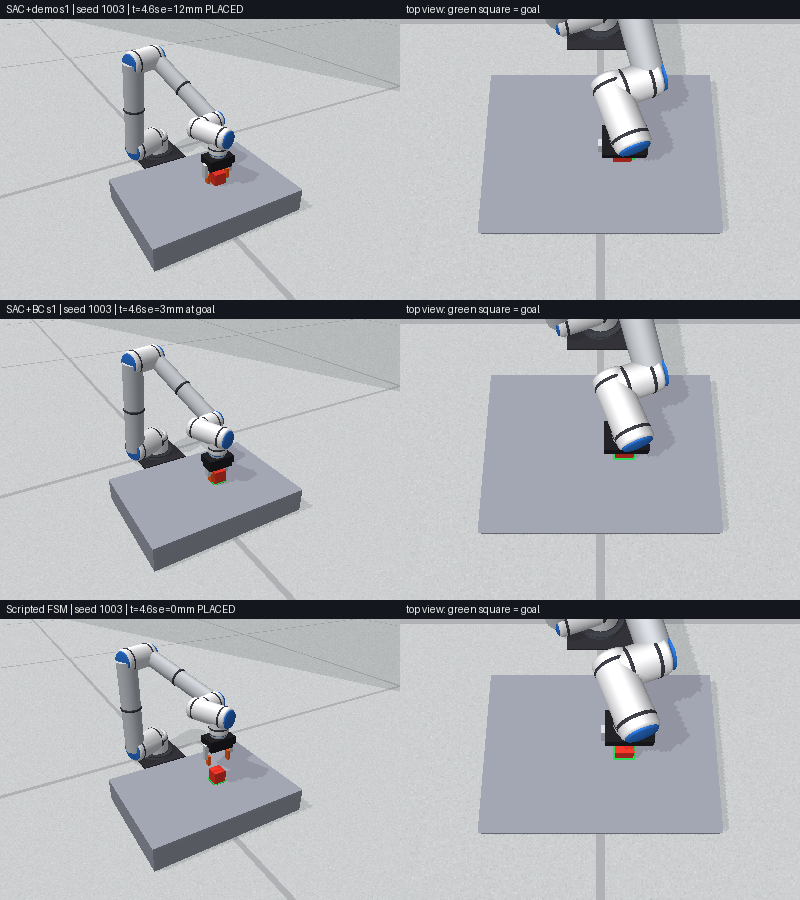 SAC+demo s1 | seed 1003 | t=4.6s e=12mm PLACED
top view: green square = goal
SAC+BC s1 | seed 1003 | t=4.6s e=3mm at goal
top view: green square = goal
Scripted FSM | seed 1003 | t=4.6s e=0mm PLACED
top view: green square = goal